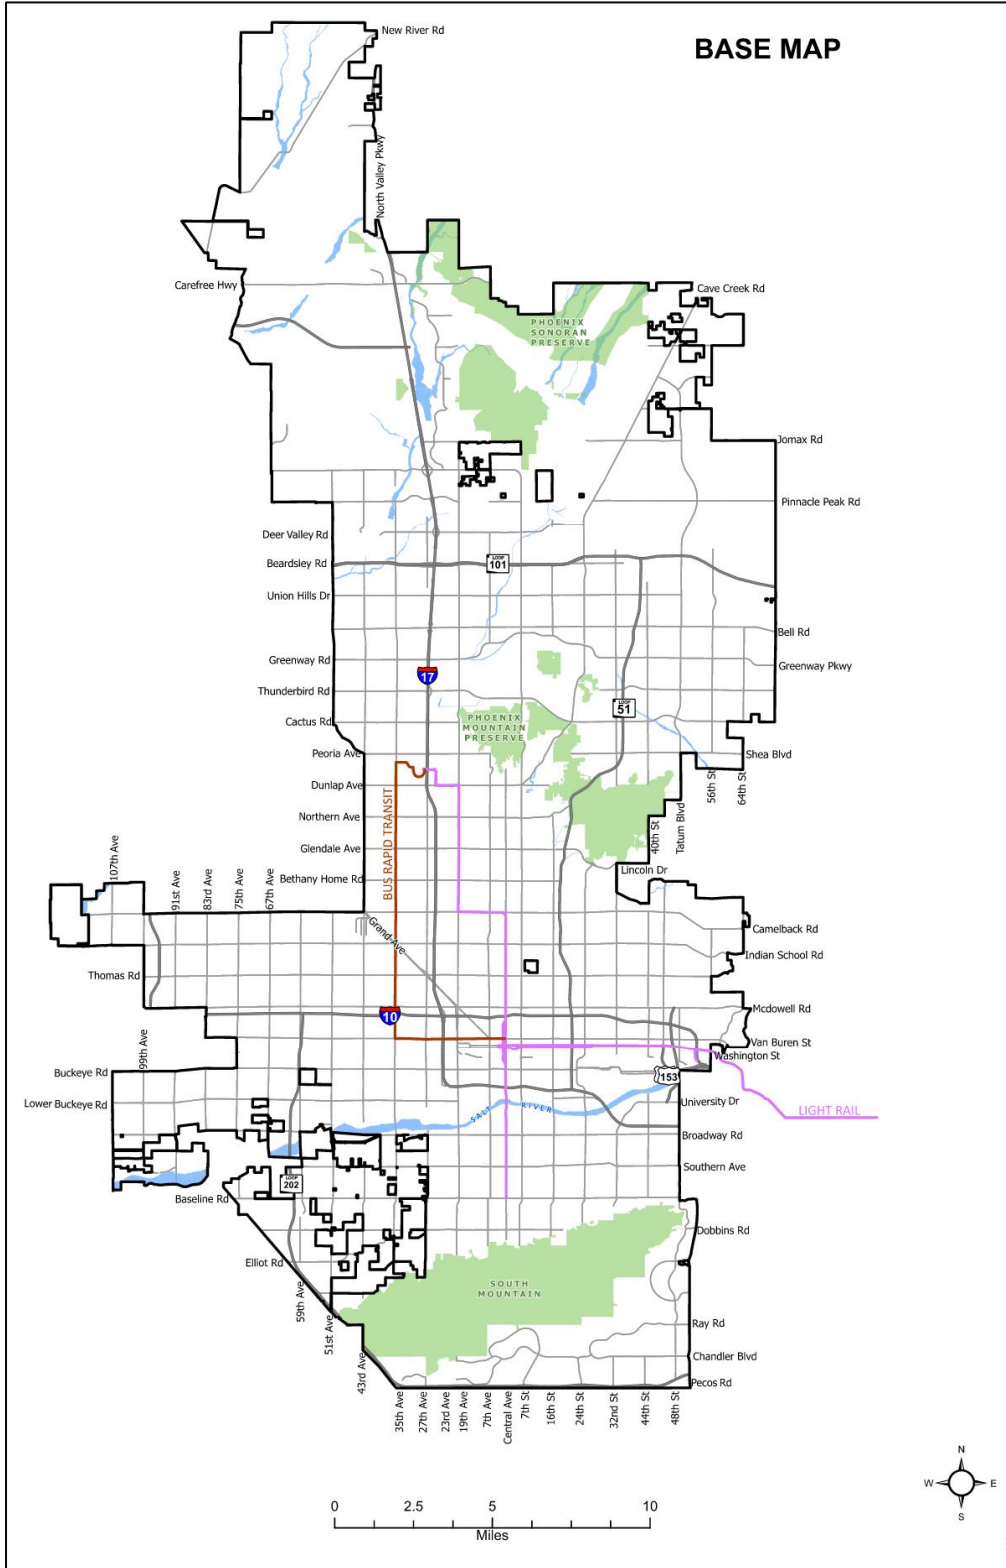 BASE MAP
New River Rd
North Valley Pkwy
Carefree Hwy
Cave Creek Rd
PHOENIX
SONORAN
PRESERVE
Jomax Rd
Pinnacle Peak Rd
Deer Valley Rd
Beardsley Rd
LOOP
101
Union Hills Dr
Bell Rd
Greenway Rd
Greenway Pkwy
17
Thunderbird Rd
LOOP
51
Cactus Rd
PHOENIX
MOUNTAIN
PRESERVE
Peoria Ave
Shea Blvd
56th St
64th St
Dunlap Ave
Tatum Blvd
40th St
BUS RAPID TRANSIT
Northern Ave
Glendale Ave
Lincoln Dr
Bethany Home Rd
107th Ave
91st Ave
83rd Ave
75th Ave
67th Ave
Grand Ave
Camelback Rd
Indian School Rd
Thomas Rd
10
Mcdowell Rd
99th Ave
Van Buren St
Washington St
Buckeye Rd
153
Lower Buckeye Rd
University Dr
SALT RIVER
LIGHT RAIL
Broadway Rd
Southern Ave
LOOP
202
Baseline Rd
Dobbins Rd
Elliot Rd
SOUTH
MOUNTAIN
59th Ave
51st Ave
43rd Ave
Ray Rd
Chandler Blvd
Pecos Rd
35th Ave
27th Ave
23rd Ave
19th Ave
7th Ave
Central Ave
7th St
16th St
24th St
32nd St
44th St
48th St
N
W E
S
0 2.5 5 10
Miles